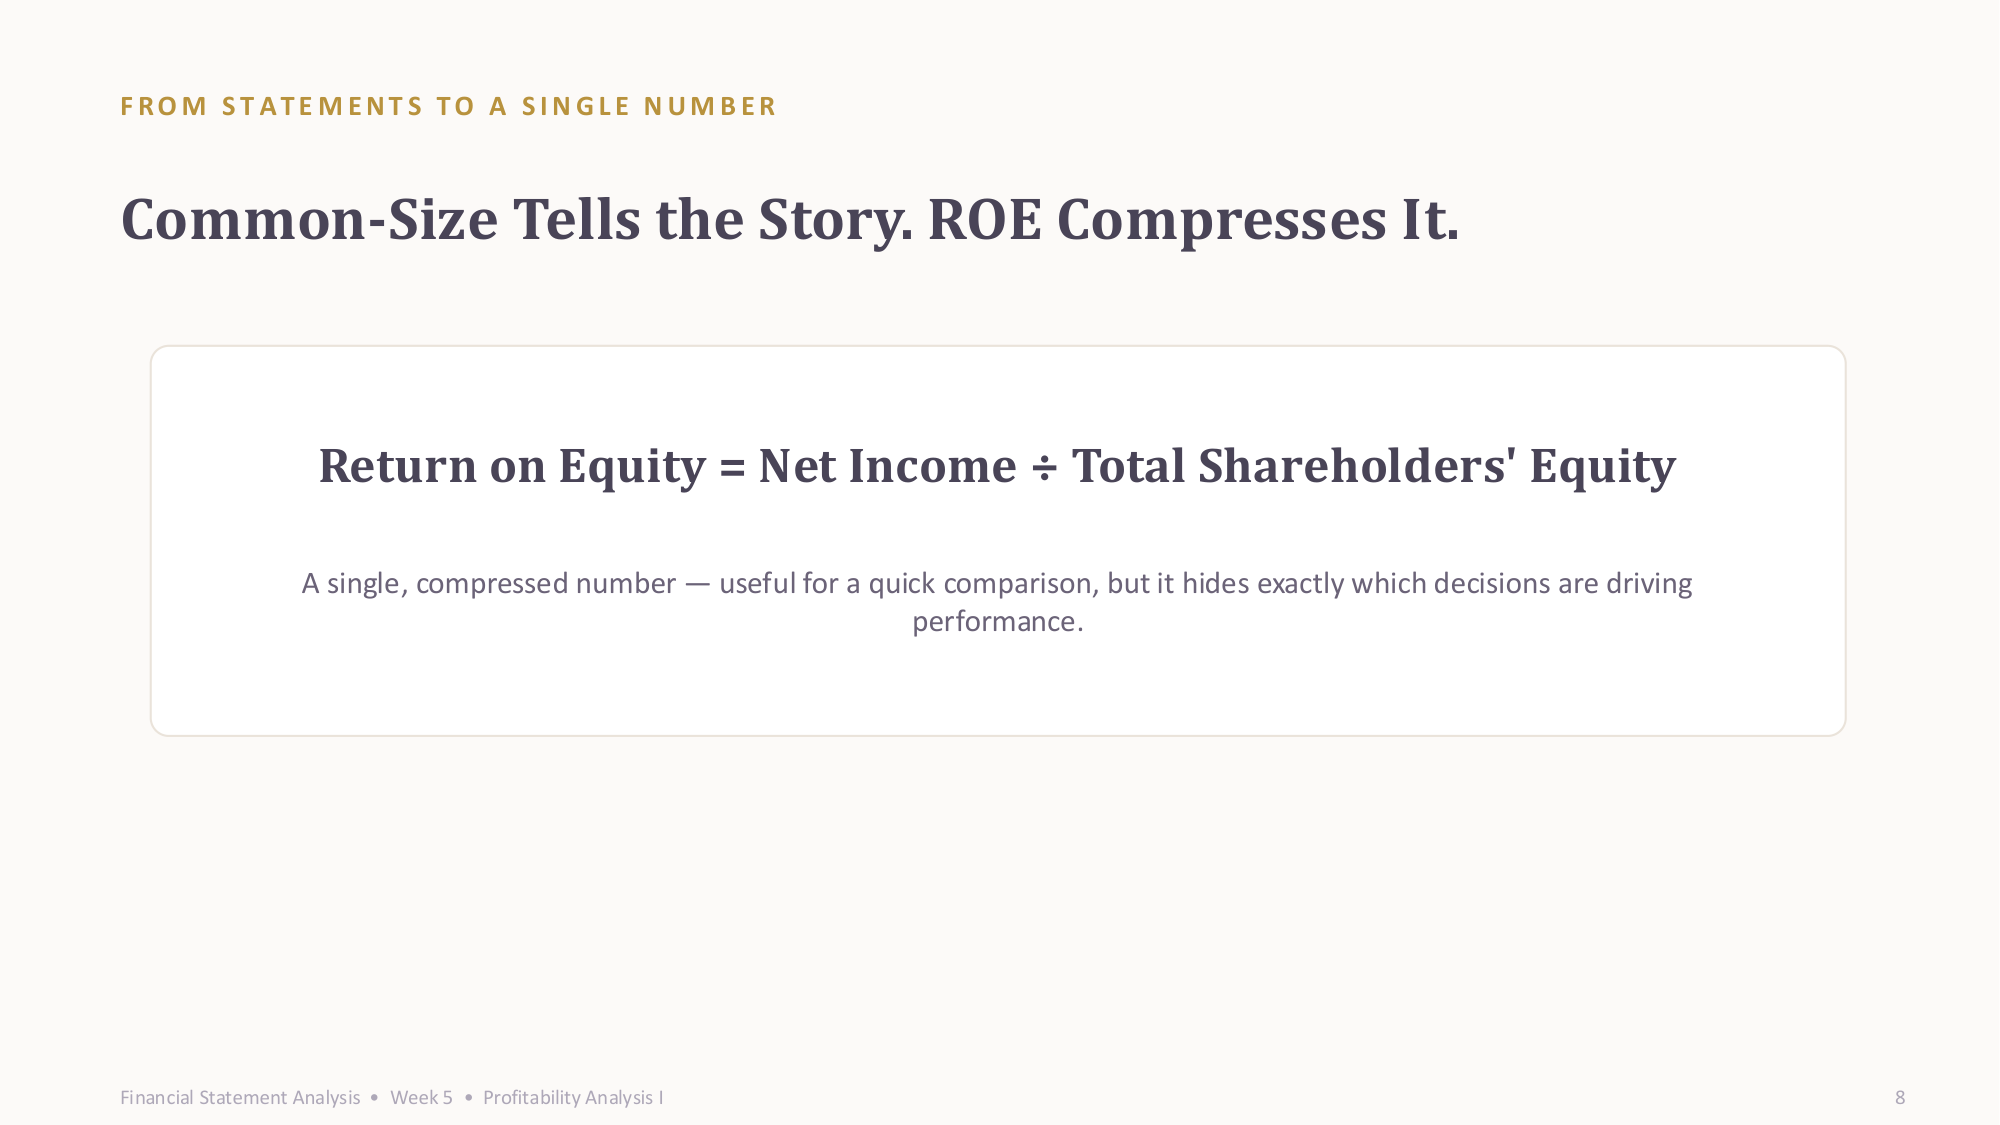 FROM STATEMENTS TO A SINGLE NUMBER
Common-Size Tells the Story. ROE Compresses It.
Return on Equity = Net Income ÷ Total Shareholders' Equity
A single, compressed number — useful for a quick comparison, but it hides exactly which decisions are driving
performance.
Financial Statement Analysis • Week 5 • Profitability Analysis I
8